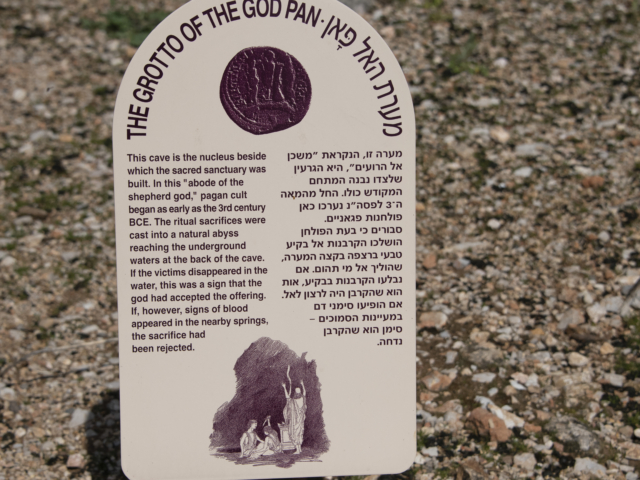 THE GROTTO OF THE GOD PAN · מערת האל פָּאן
This cave is the nucleus beside
which the sacred sanctuary was
built. In this "abode of the
shepherd god," pagan cult
began as early as the 3rd century
BCE. The ritual sacrifices were
cast into a natural abyss
reaching the underground
waters at the back of the cave.
If the victims disappeared in the
water, this was a sign that the
god had accepted the offering.
If, however, signs of blood
appeared in the nearby springs,
the sacrifice had
been rejected.
מערה זו, הנקראת "משכן
אל הרועים", היא הגרעין
שלצדו נבנה המתחם
המקודש כולו. החל מהמאה
ה־3 לפסה"נ נערכו כאן
פולחנות פגאניים.
סבורים כי בעת הפולחן
הושלכו הקרבנות אל בקיע
טבעי ברצפה בקצה המערה,
שהוליך אל מי תהום. אם
נבלעו הקרבנות בבקיע, אות
הוא שהקרבן היה לרצון לאל.
אם הופיעו סימני דם
במעיינות הסמוכים –
סימן הוא שהקרבן
נדחה.